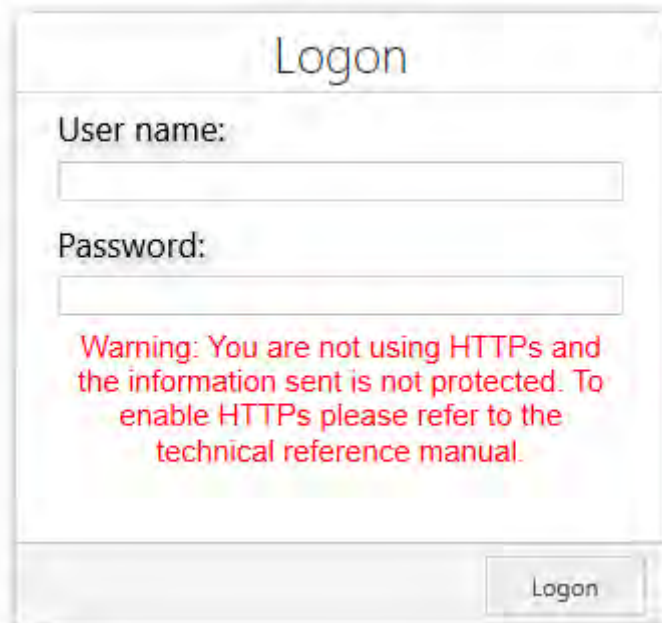 Logon
User name:
Password:
Warning: You are not using HTTPs and
the information sent is not protected. To
enable HTTPs please refer to the
technical reference manual.
Logon